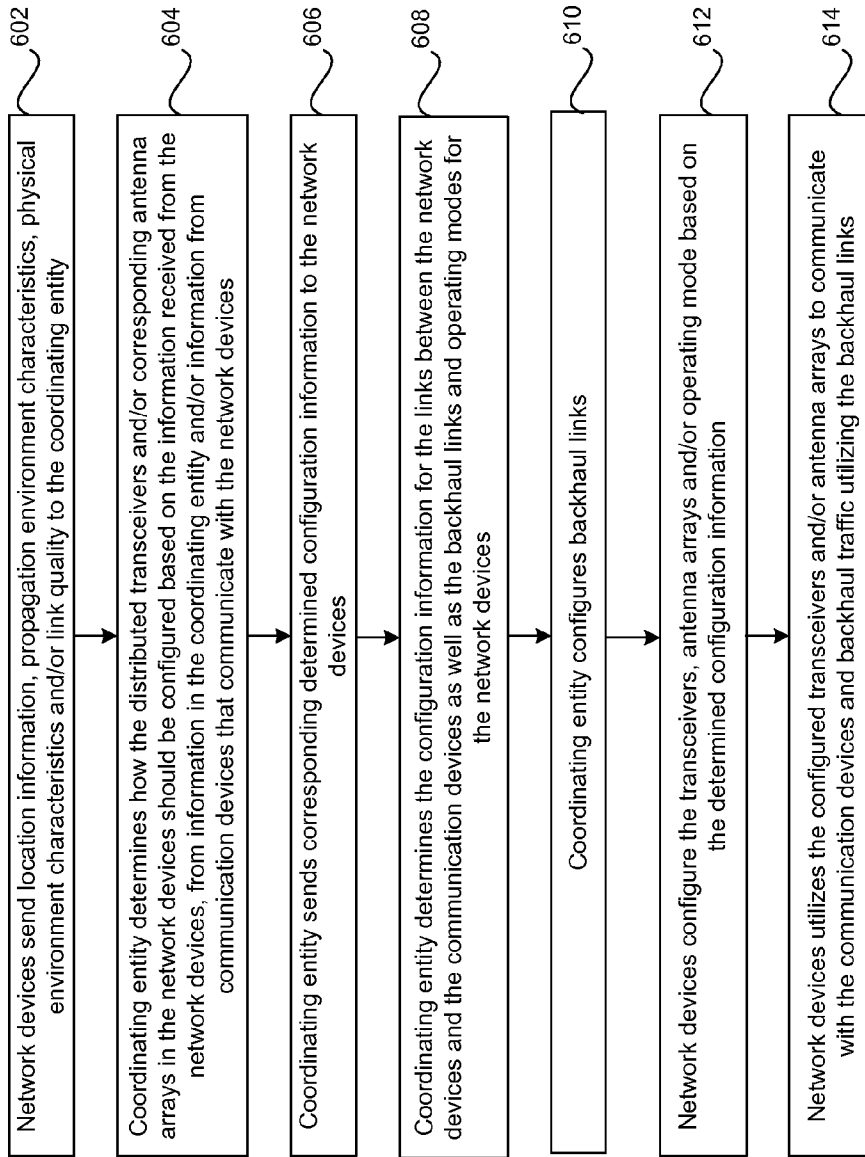 602
Network devices send location information, propagation environment characteristics, physical
environment characteristics and/or link quality to the coordinating entity
604
Coordinating entity determines how the distributed transceivers and/or corresponding antenna
arrays in the network devices should be configured based on the information received from the
network devices, from information in the coordinating entity and/or information from
communication devices that communicate with the network devices
606
Coordinating entity sends corresponding determined configuration information to the network
devices
608
Coordinating entity determines the configuration information for the links between the network
devices and the communication devices as well as the backhaul links and operating modes for
the network devices
610
Coordinating entity configures backhaul links
612
Network devices configure the transceivers, antenna arrays and/or operating mode based on
the determined configuration information
614
Network devices utilizes the configured transceivers and/or antenna arrays to communicate
with the communication devices and backhaul traffic utilizing the backhaul links